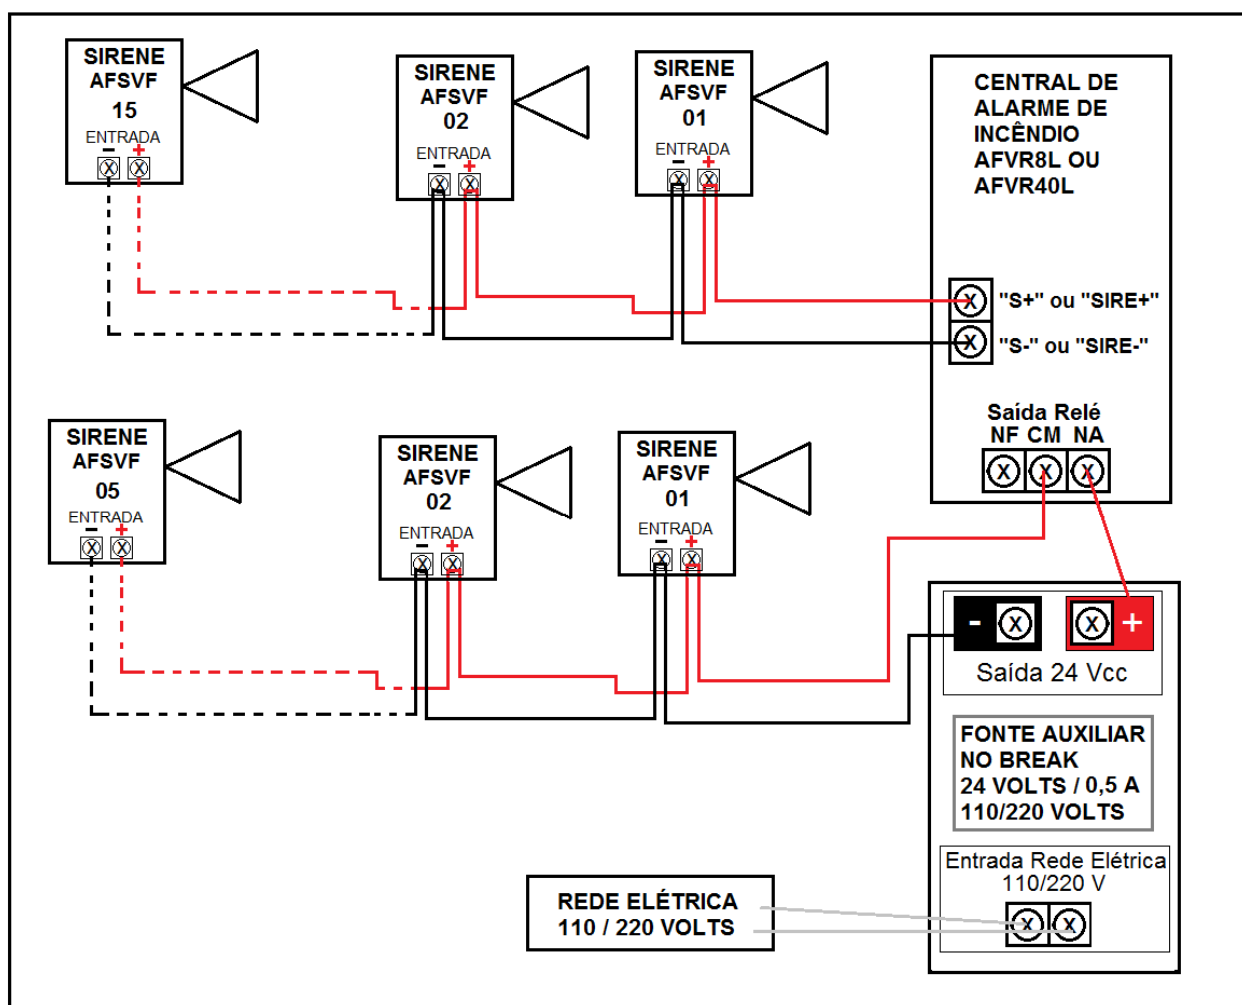 SIRENE
AFSVF
15
ENTRADA
- +
X X
SIRENE
AFSVF
02
ENTRADA
- +
X X
SIRENE
AFSVF
01
ENTRADA
- +
X X
CENTRAL DE
ALARME DE
INCÊNDIO
AFVR8L OU
AFVR40L
X "S+" ou "SIRE+"
X "S-" ou "SIRE-"
Saída Relé
NF CM NA
X X X
SIRENE
AFSVF
05
ENTRADA
- +
X X
SIRENE
AFSVF
02
ENTRADA
- +
X X
SIRENE
AFSVF
01
ENTRADA
- +
X X
- X X +
Saída 24 Vcc
FONTE AUXILIAR
NO BREAK
24 VOLTS / 0,5 A
110/220 VOLTS
Entrada Rede Elétrica
110/220 V
X X
REDE ELÉTRICA
110 / 220 VOLTS